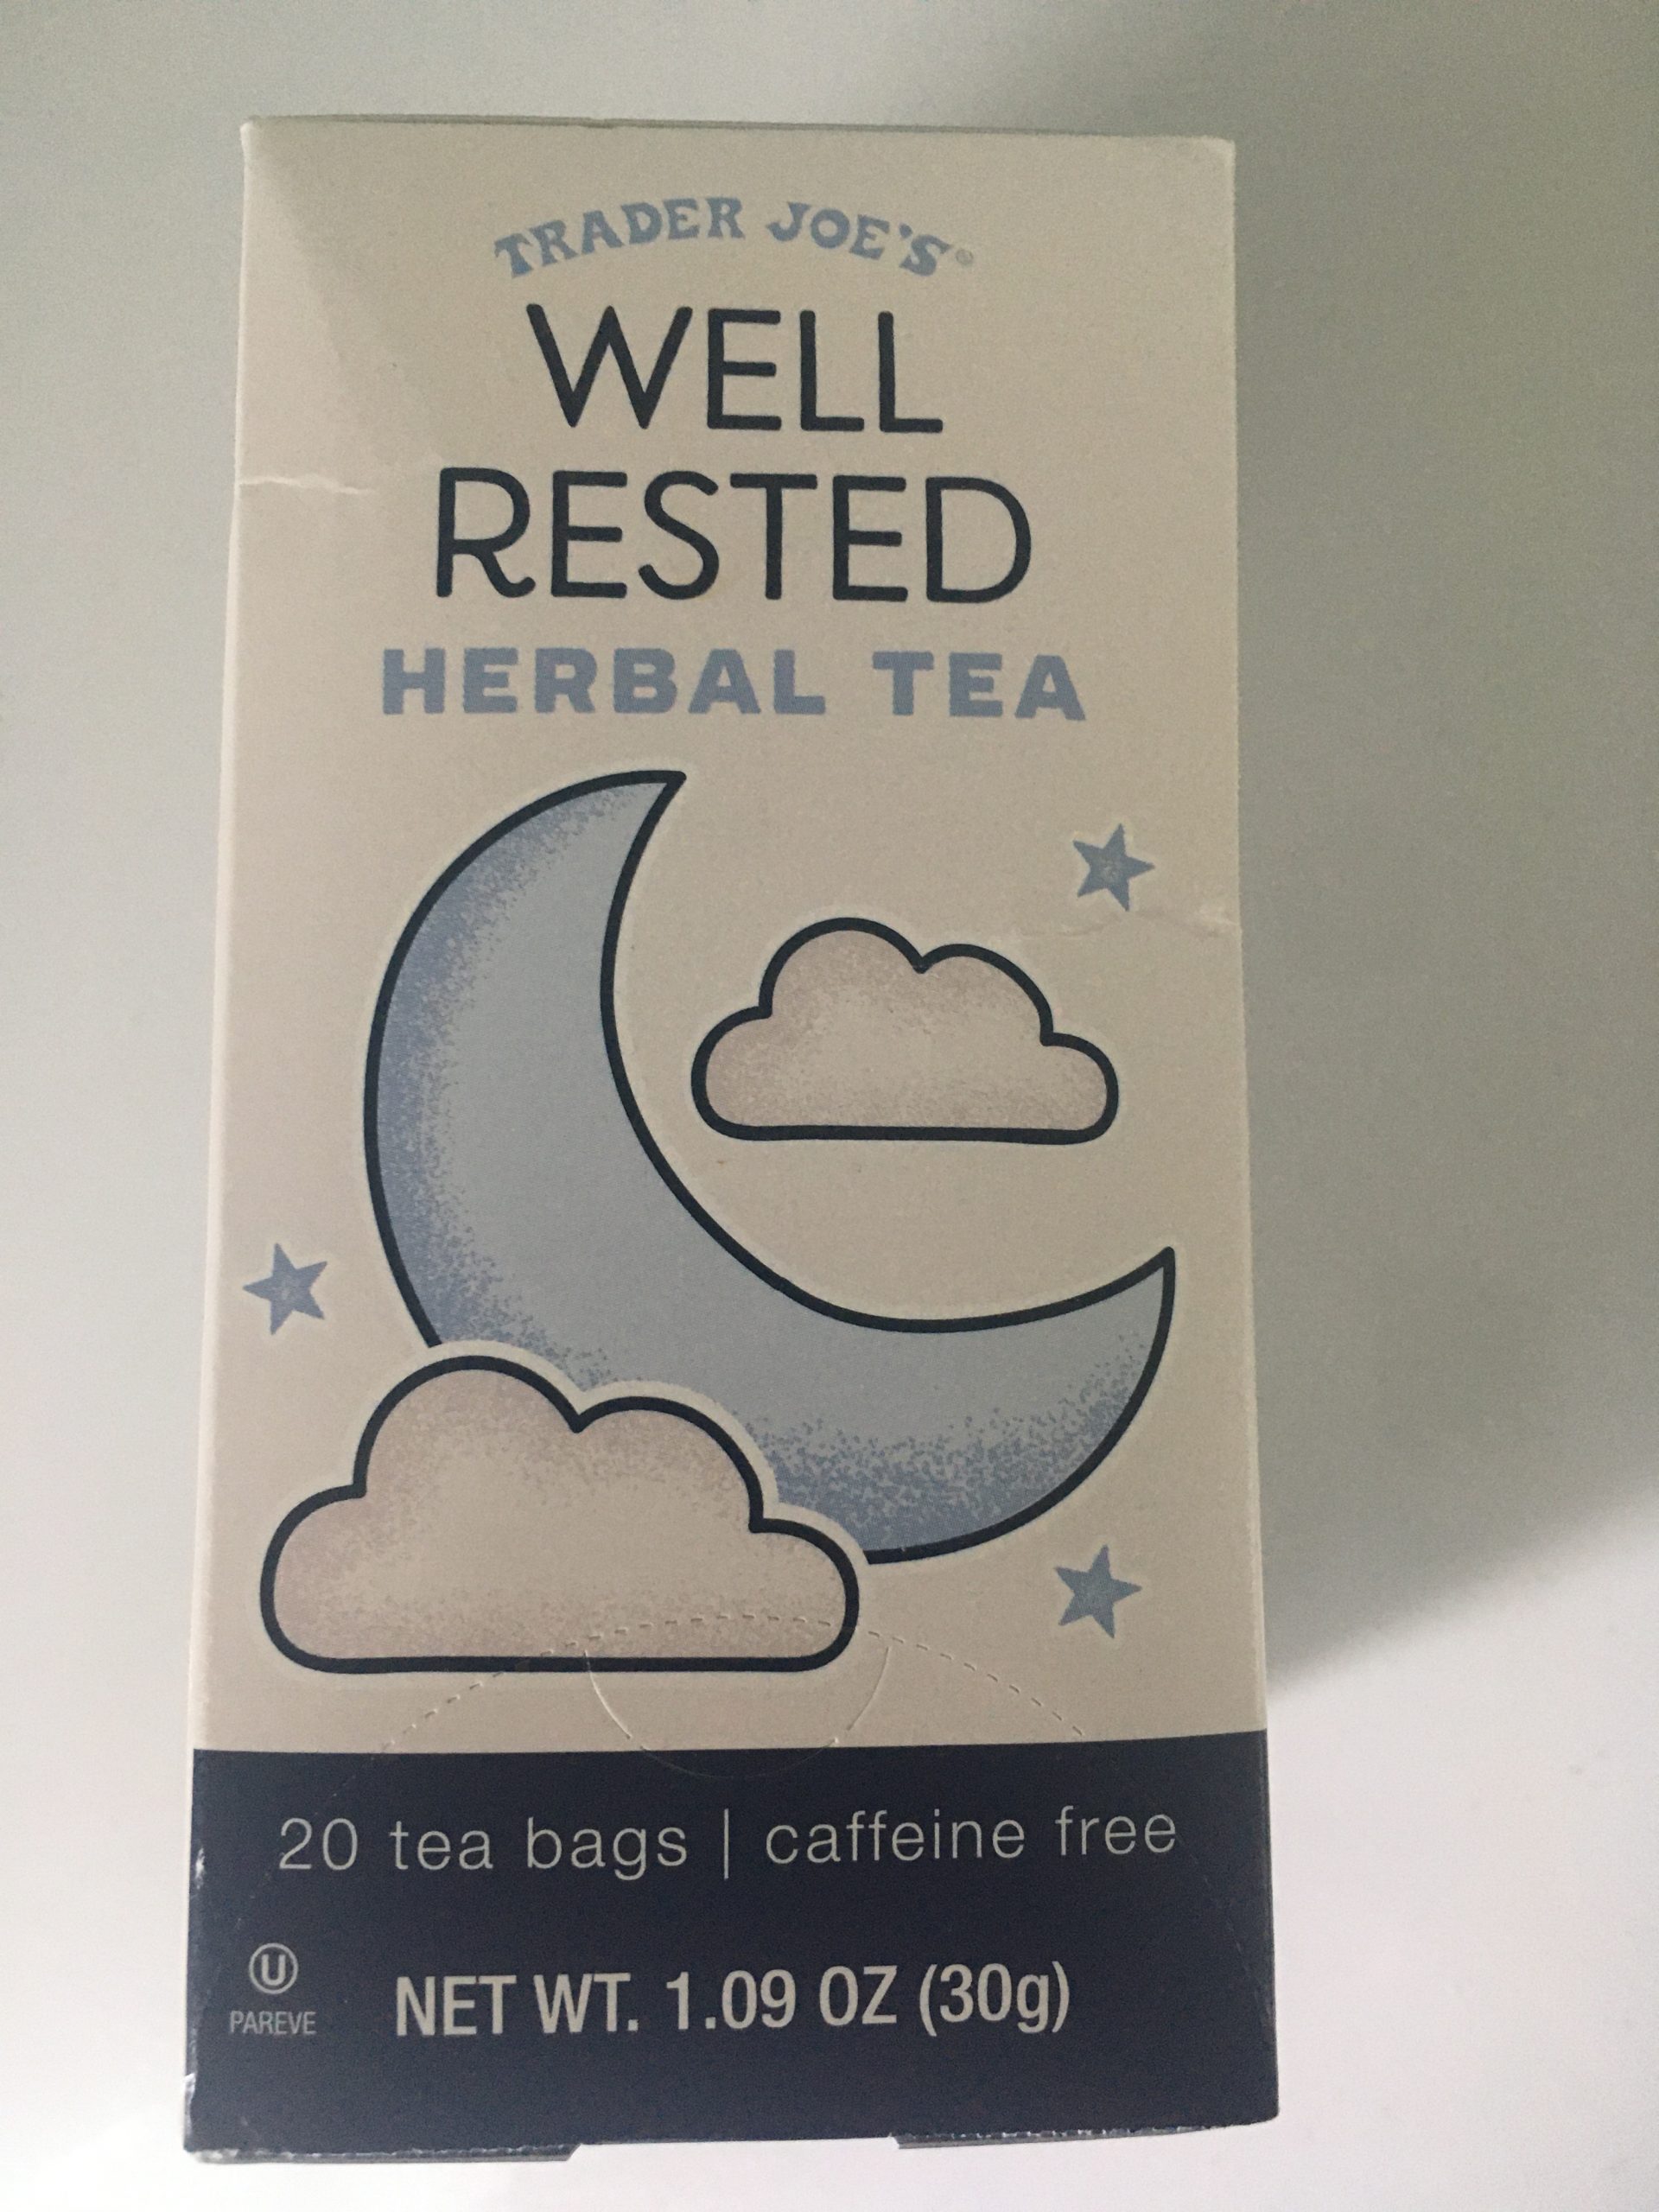 TRADER JOE'S®
WELL
RESTED
HERBAL TEA
20 tea bags | caffeine free
U
PAREVE
NET WT. 1.09 OZ (30g)